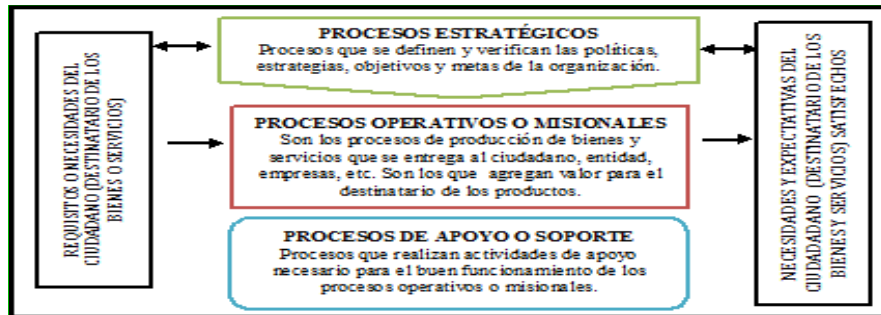 REQUISITOS O NECESIDADES DEL
CIUDADANO (DESTINATARIO DE LOS
BIENES O SERVICIOS)
PROCESOS ESTRATÉGICOS
Procesos que se definen y verifican las políticas,
estrategias, objetivos y metas de la organización.
PROCESOS OPERATIVOS O MISIONALES
Son los procesos de producción de bienes y
servicios que se entrega al ciudadano, entidad,
empresas, etc. Son los que agregan valor para el
destinatario de los productos.
PROCESOS DE APOYO O SOPORTE
Procesos que realizan actividades de apoyo
necesario para el buen funcionamiento de los
procesos operativos o misionales.
NECESIDADES Y EXPECTATIVAS DEL
CIUDADADANO (DESTINATARIO DE LOS
BIENES Y SERVICIOS) SATISFECHOS